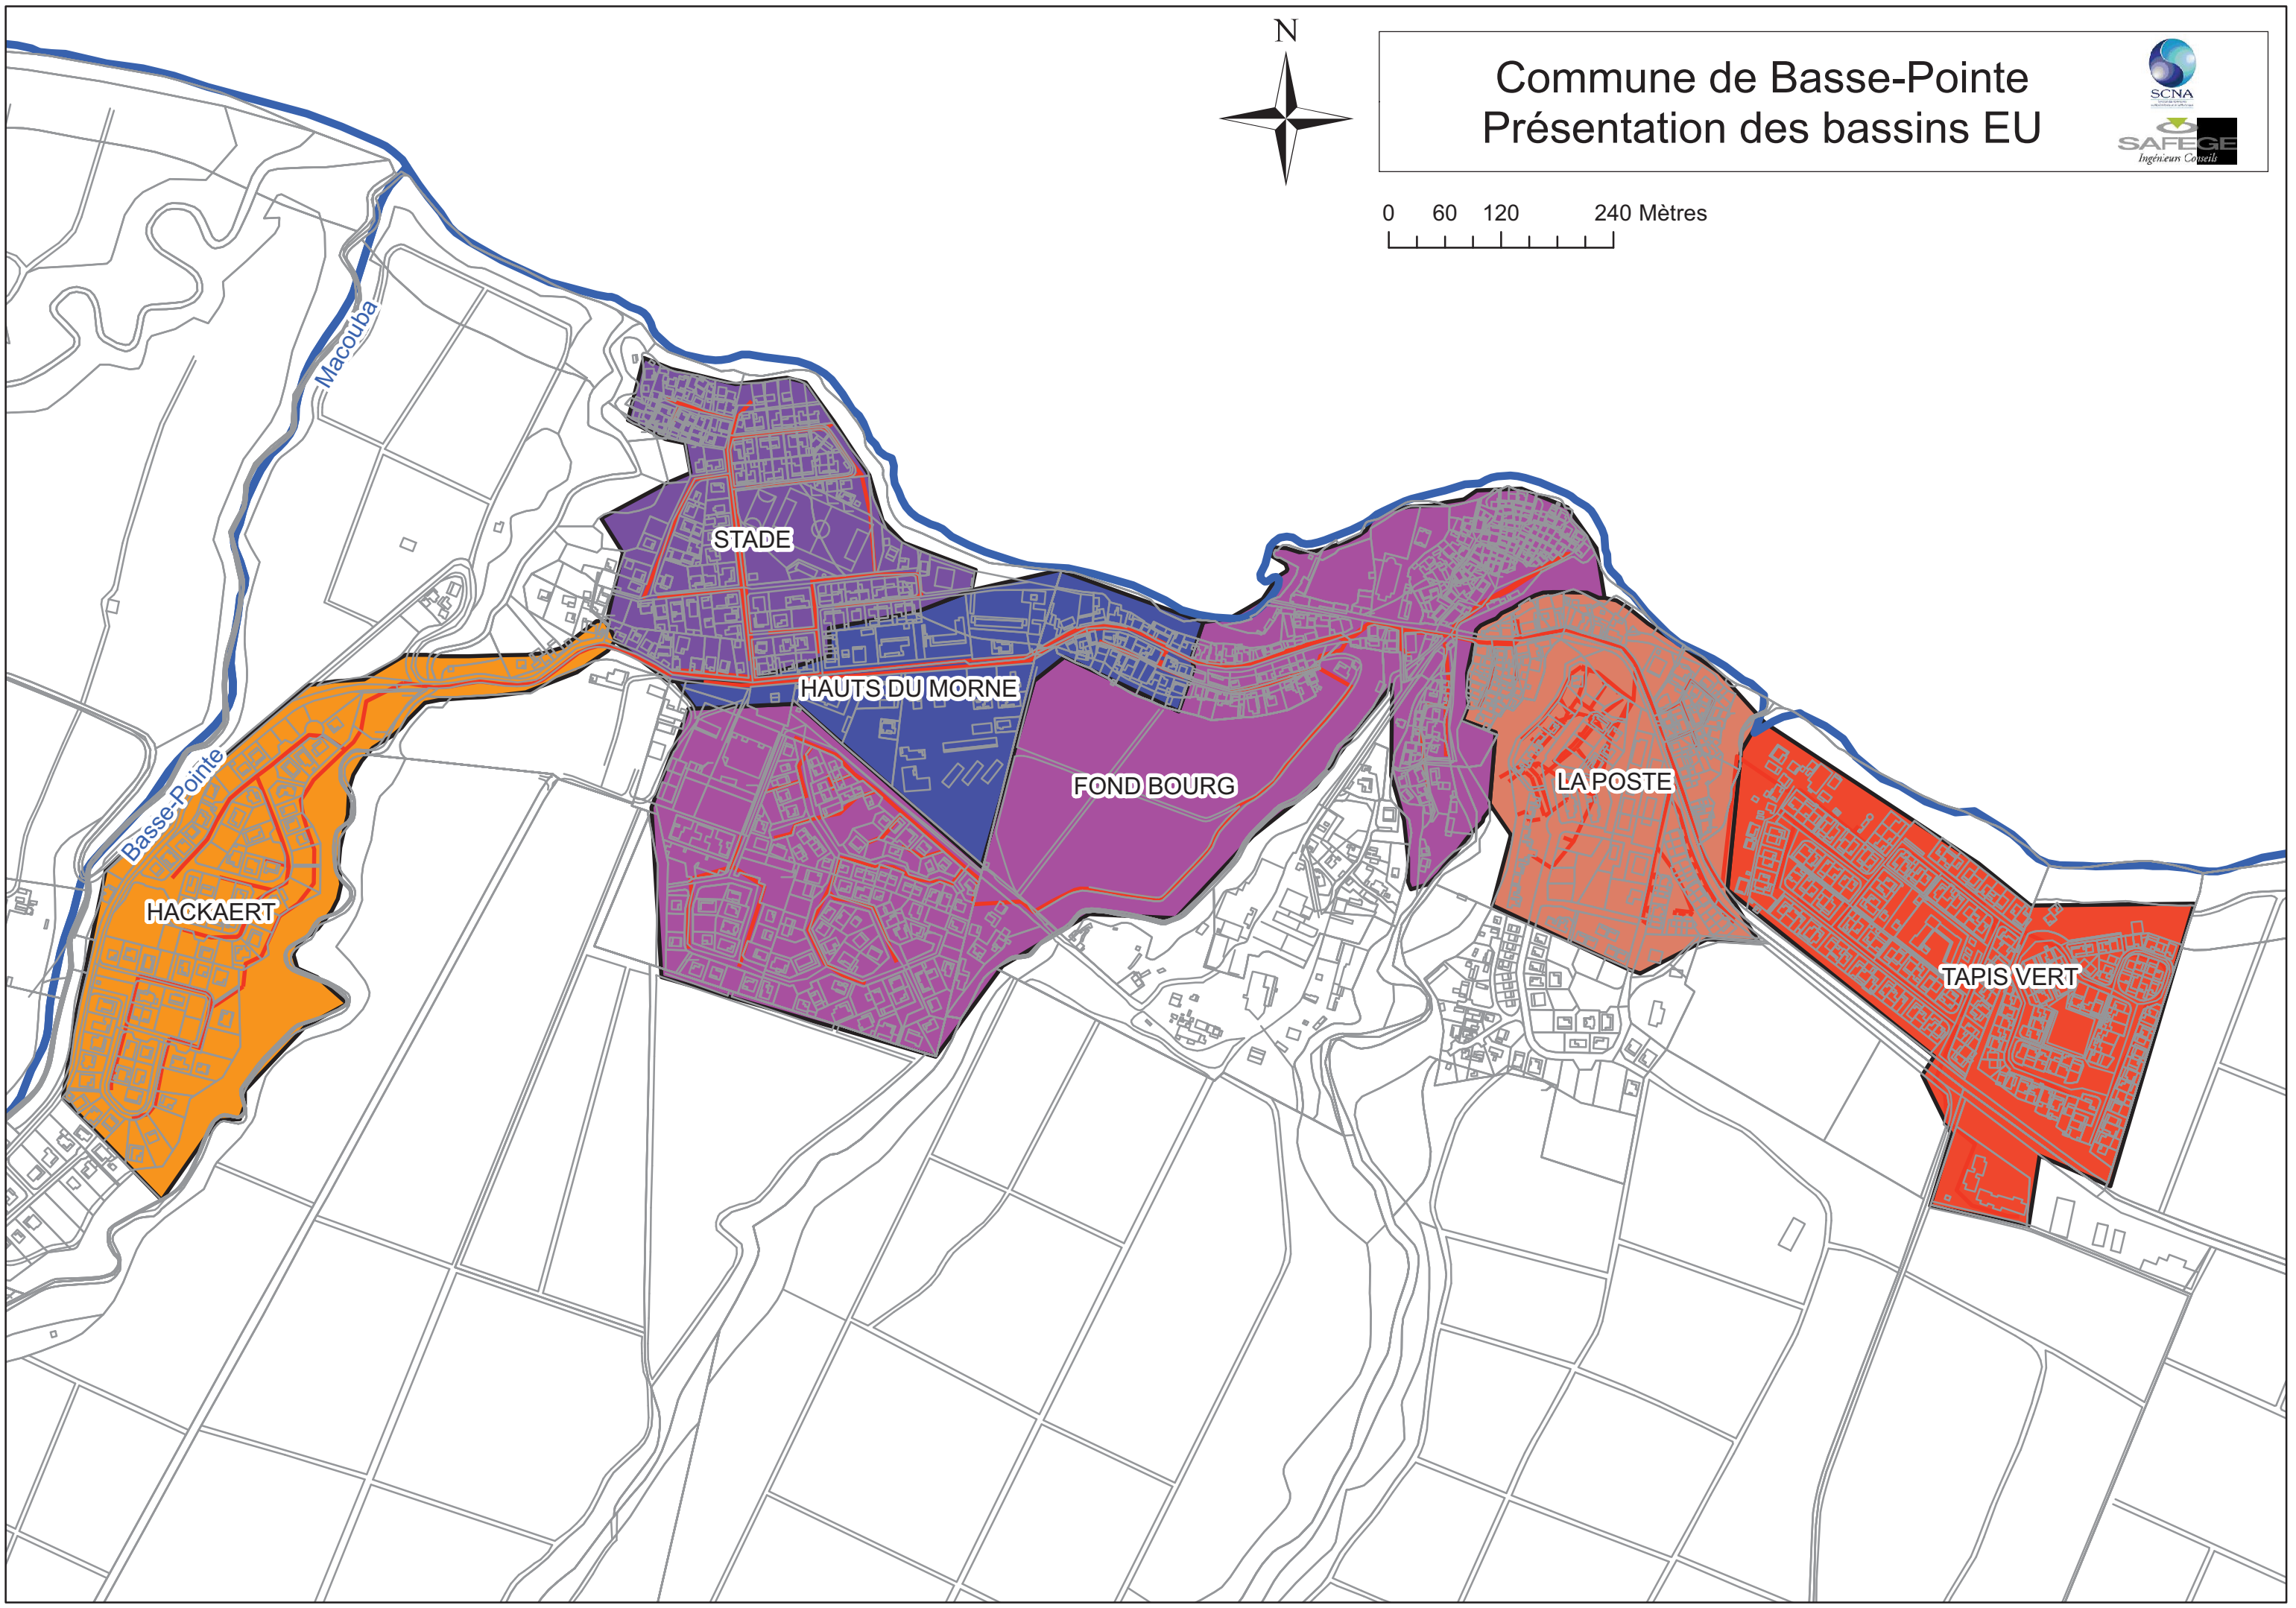 N
Commune de Basse-Pointe
Présentation des bassins EU
SCNA
SAFEGE
Ingénieurs Conseils
0 60 120 240 Mètres
Macouba
STADE
HAUTS DU MORNE
FOND BOURG
LA POSTE
Basse-Pointe
HACKAERT
TAPIS VERT